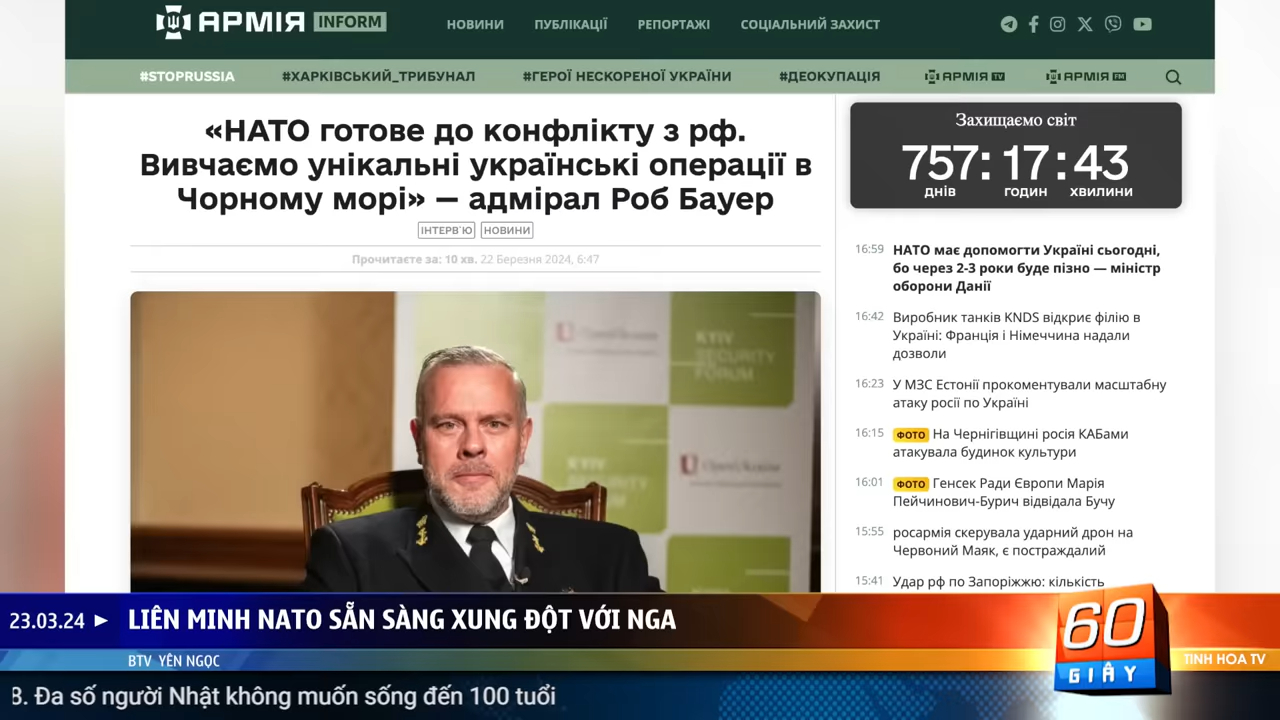 АРМІЯ INFORM
НОВИНИ ПУБЛІКАЦІЇ РЕПОРТАЖІ СОЦІАЛЬНИЙ ЗАХИСТ
#STOPRUSSIA #ХАРКІВСЬКИЙ_ТРИБУНАЛ #ГЕРОЇ НЕСКОРЕНОЇ УКРАЇНИ #ДЕОКУПАЦІЯ АРМІЯ TV АРМІЯ FM
«НАТО готове до конфлікту з рф.
Вивчаємо унікальні українські операції в
Чорному морі» — адмірал Роб Бауер
ІНТЕРВ'Ю НОВИНИ
Прочитаєте за: 10 хв. 22 Березня 2024, 6:47
KYIV
SECURITY
FORUM
Захищаємо світ
757: 17: 43
днів годин хвилини
16:59 НАТО має допомогти Україні сьогодні,
бо через 2-3 роки буде пізно — міністр
оборони Данії
16:42 Виробник танків KNDS відкриє філію в
Україні: Франція і Німеччина надали
дозволи
16:23 У МЗС Естонії прокоментували масштабну
атаку росії по Україні
16:15 ФОТО На Чернігівщині росія КАБами
атакувала будинок культури
16:01 ФОТО Генсек Ради Європи Марія
Пейчинович-Бурич відвідала Бучу
15:55 росармія скерувала ударний дрон на
Червоний Маяк, є постраждалий
15:41 Удар рф по Запоріжжю: кількість
23.03.24 LIÊN MINH NATO SẴN SÀNG XUNG ĐỘT VỚI NGA
BTV YÊN NGỌC
60
GIÂY
TINH HOA TV
8. Đa số người Nhật không muốn sống đến 100 tuổi